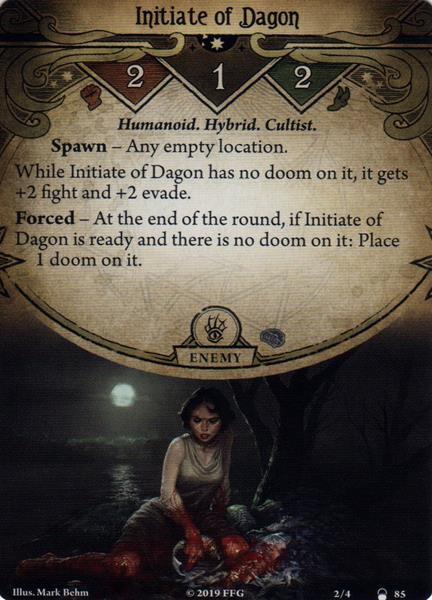 Initiate of Dagon
2 1 2
Humanoid. Hybrid. Cultist.
Spawn – Any empty location.
While Initiate of Dagon has no doom on it, it gets
+2 fight and +2 evade.
Forced – At the end of the round, if Initiate of
Dagon is ready and there is no doom on it: Place
1 doom on it.
ENEMY
Illus. Mark Behm © 2019 FFG 2/4 85